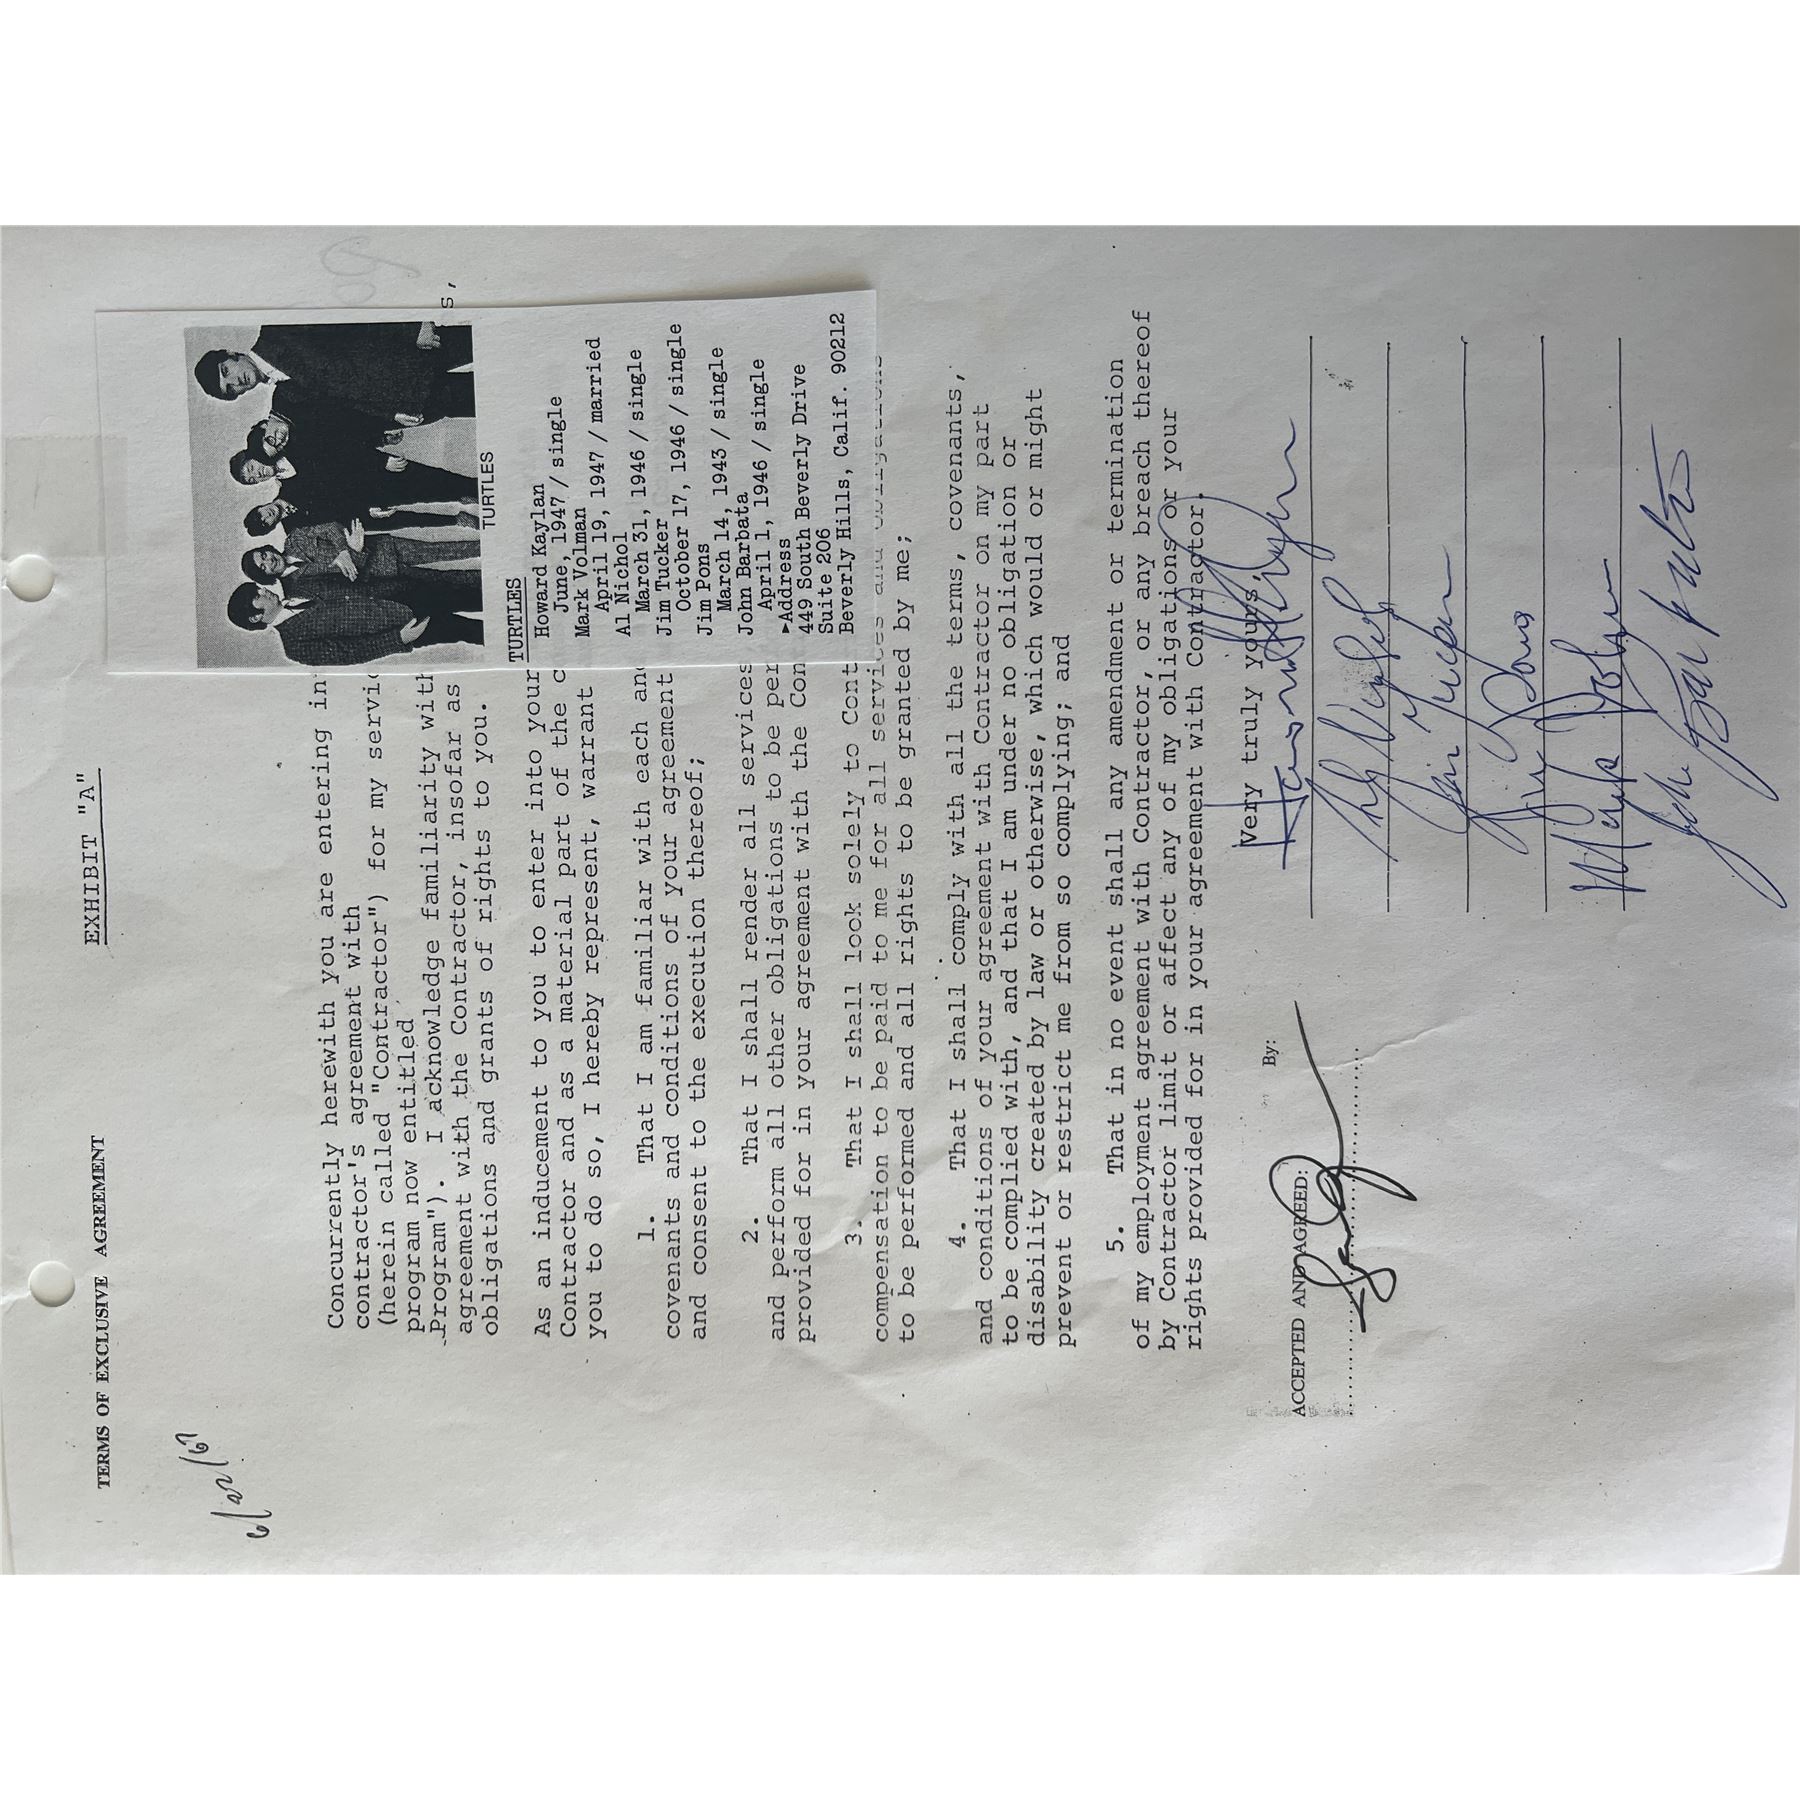 TERMS OF EXCLUSIVE AGREEMENT
EXHIBIT "A"
6/22/67
Concurrently herewith you are entering in
contractor's agreement with
(herein called "Contractor") for my servic
program now entitled s,
Program"). I acknowledge familiarity with
agreement with the Contractor, insofar as
obligations and grants of rights to you.
As an inducement to you to enter into your
Contractor and as a material part of the c
you to do so, I hereby represent, warrant
1. That I am familiar with each and
covenants and conditions of your agreement
and consent to the execution thereof;
2. That I shall render all services
and perform all other obligations to be per
provided for in your agreement with the Con
3. That I shall look solely to Cont
compensation to be paid to me for all services and obligations
to be performed and all rights to be granted by me;
4. That I shall comply with all the terms, covenants,
and conditions of your agreement with Contractor on my part
to be complied with, and that I am under no obligation or
disability created by law or otherwise, which would or might
prevent or restrict me from so complying; and
5. That in no event shall any amendment or termination
of my employment agreement with Contractor, or any breach thereof
by Contractor limit or affect any of my obligations or your
rights provided for in your agreement with Contractor.
TURTLES
TURTLES
Howard Kaylan
June, 1947 / single
Mark Volman
April 19, 1947 / married
Al Nichol
March 31, 1946 / single
Jim Tucker
October 17, 1946 / single
Jim Pons
March 14, 1943 / single
John Barbata
April 1, 1946 / single
►Address
449 South Beverly Drive
Suite 206
Beverly Hills, Calif. 90212
Very truly yours,
Howard Kaylan
Al Nichol
Jim Tucker
Jim Pons
Mark Volman
John Barbata
ACCEPTED AND AGREED:
By: